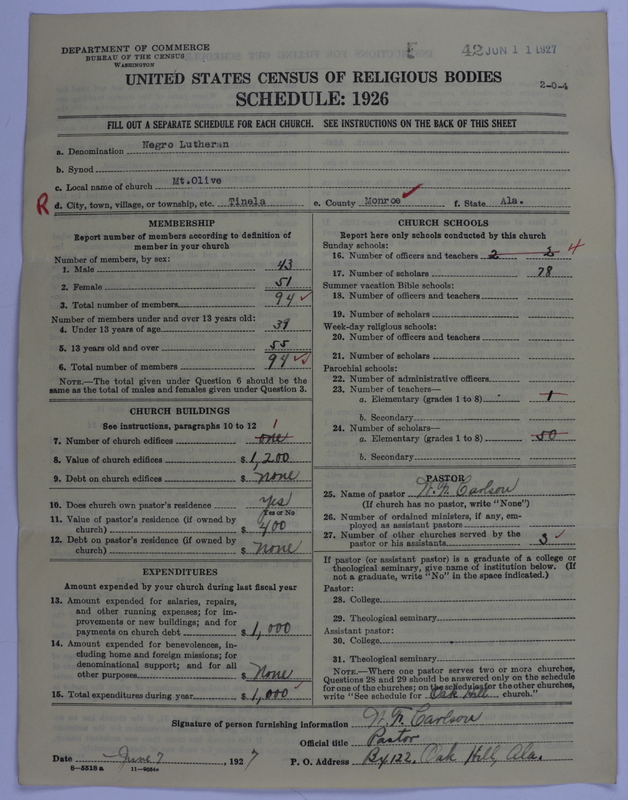 DEPARTMENT OF COMMERCE
BUREAU OF THE CENSUS
WASHINGTON
E 42 JUN 11 1927
UNITED STATES CENSUS OF RELIGIOUS BODIES
SCHEDULE: 1926
2-0-4
FILL OUT A SEPARATE SCHEDULE FOR EACH CHURCH. SEE INSTRUCTIONS ON THE BACK OF THIS SHEET
a. Denomination Negro Lutheran
b. Synod
c. Local name of church Mt.Olive
R d. City, town, village, or township, etc. Tinela e. County Monroe f. State Ala.
MEMBERSHIP
Report number of members according to definition of
member in your church
Number of members, by sex:
1. Male 43
2. Female 51
3. Total number of members 94
Number of members under and over 13 years old:
4. Under 13 years of age 39
5. 13 years old and over 55
6. Total number of members 94
NOTE.—The total given under Question 6 should be the
same as the total of males and females given under Question 3.
CHURCH BUILDINGS
See instructions, paragraphs 10 to 12
7. Number of church edifices one 1
8. Value of church edifices $ 1,200
9. Debt on church edifices $ none
10. Does church own pastor's residence yes
Yes or No
11. Value of pastor's residence (if owned by
church) $ 400
12. Debt on pastor's residence (if owned by
church) $ none
EXPENDITURES
Amount expended by your church during last fiscal year
13. Amount expended for salaries, repairs,
and other running expenses; for im-
provements or new buildings; and for
payments on church debt $ 1,000
14. Amount expended for benevolences, in-
cluding home and foreign missions; for
denominational support; and for all
other purposes $ None
15. Total expenditures during year $ 1,000
CHURCH SCHOOLS
Report here only schools conducted by this church
Sunday schools:
16. Number of officers and teachers 2 2 4
17. Number of scholars 78
Summer vacation Bible schools:
18. Number of officers and teachers
19. Number of scholars
Week-day religious schools:
20. Number of officers and teachers
21. Number of scholars
Parochial schools:
22. Number of administrative officers
23. Number of teachers—
a. Elementary (grades 1 to 8) 1
b. Secondary
24. Number of scholars—
a. Elementary (grades 1 to 8) 50
b. Secondary
PASTOR
25. Name of pastor W. F. Carlson
(If church has no pastor, write "None")
26. Number of ordained ministers, if any, em-
ployed as assistant pastors
27. Number of other churches served by the
pastor or his assistants 3
If pastor (or assistant pastor) is a graduate of a college or
theological seminary, give name of institution below. (If
not a graduate, write "No" in the space indicated.)
Pastor:
28. College
29. Theological seminary
Assistant pastor:
30. College
31. Theological seminary
NOTE.—Where one pastor serves two or more churches,
Questions 28 and 29 should be answered only on the schedule
for one of the churches; on the schedules for the other churches,
write "See schedule for Oak Hill church."
Signature of person furnishing information W. F. Carlson
Official title Pastor
Date June 7, 1927 P. O. Address Bx 122, Oak Hill, Ala.
8-5518 a